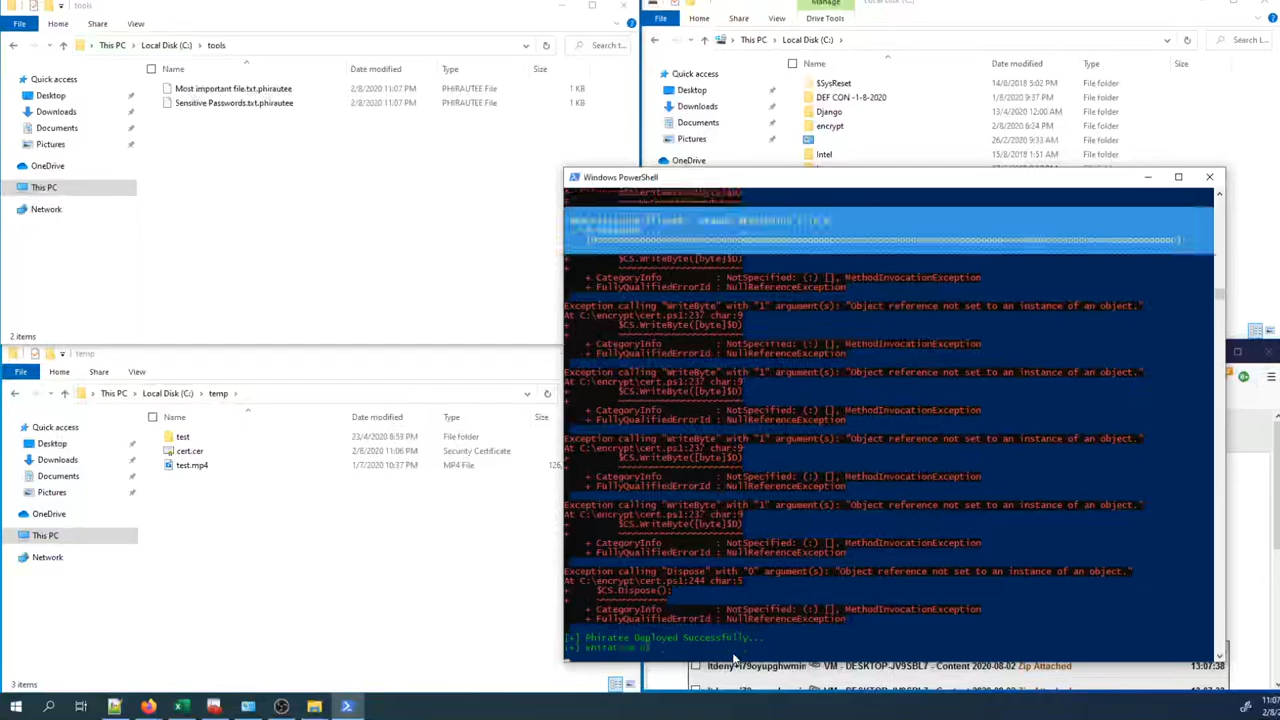 tools
File Home Share View
This PC Local Disk (C:) tools
Search t...
Name Date modified Type Size
Quick access
Desktop
Downloads
Documents
Pictures
OneDrive
This PC
Network
Most important file.txt.phirautee 2/8/2020 11:07 PM PHIRAUTEE File 1 KB
Sensitive Passwords.txt.phirautee 2/8/2020 11:07 PM PHIRAUTEE File 1 KB
2 items
Manage
Local Disk (C:)
File Home Share View Drive Tools
This PC Local Disk (C:)
Search L...
Name Date modified Type Size
Quick access
Desktop
Downloads
Documents
Pictures
OneDrive
$SysReset 14/8/2018 5:02 PM File folder
DEF CON -1-8-2020 1/8/2020 9:37 PM File folder
Django 13/4/2020 12:00 AM File folder
encrypt 2/8/2020 6:24 PM File folder
26/2/2020 9:33 AM File folder
Intel 15/8/2018 1:51 AM File folder
temp
File Home Share View
This PC Local Disk (C:) temp
Name Date modified Type Size
Quick access
Desktop
Downloads
Documents
Pictures
OneDrive
This PC
Network
test 23/4/2020 8:53 PM File folder
cert.cer 2/8/2020 11:06 PM Security Certificate
test.mp4 1/7/2020 10:37 PM MP4 File 126,
3 items
Windows PowerShell
+ $CS.WriteByte([byte]$D)
+ ~~~~~~~~~~~~~~~~~~~~~~~
+ CategoryInfo : NotSpecified: (:) [], MethodInvocationException
+ FullyQualifiedErrorId : NullReferenceException
Exception calling "WriteByte" with "1" argument(s): "Object reference not set to an instance of an object."
At C:\encrypt\cert.ps1:237 char:9
+ $CS.WriteByte([byte]$D)
+ ~~~~~~~~~~~~~~~~~~~~~~~
+ CategoryInfo : NotSpecified: (:) [], MethodInvocationException
+ FullyQualifiedErrorId : NullReferenceException
Exception calling "WriteByte" with "1" argument(s): "Object reference not set to an instance of an object."
At C:\encrypt\cert.ps1:237 char:9
+ $CS.WriteByte([byte]$D)
+ ~~~~~~~~~~~~~~~~~~~~~~~
+ CategoryInfo : NotSpecified: (:) [], MethodInvocationException
+ FullyQualifiedErrorId : NullReferenceException
Exception calling "WriteByte" with "1" argument(s): "Object reference not set to an instance of an object."
At C:\encrypt\cert.ps1:237 char:9
+ $CS.WriteByte([byte]$D)
+ ~~~~~~~~~~~~~~~~~~~~~~~
+ CategoryInfo : NotSpecified: (:) [], MethodInvocationException
+ FullyQualifiedErrorId : NullReferenceException
Exception calling "WriteByte" with "1" argument(s): "Object reference not set to an instance of an object."
At C:\encrypt\cert.ps1:237 char:9
+ $CS.WriteByte([byte]$D)
+ ~~~~~~~~~~~~~~~~~~~~~~~
+ CategoryInfo : NotSpecified: (:) [], MethodInvocationException
+ FullyQualifiedErrorId : NullReferenceException
Exception calling "Dispose" with "0" argument(s): "Object reference not set to an instance of an object."
At C:\encrypt\cert.ps1:244 char:5
+ $CS.Dispose();
+ ~~~~~~~~~~~~~
+ CategoryInfo : NotSpecified: (:) [], MethodInvocationException
+ FullyQualifiedErrorId : NullReferenceException
[+] Phiratee Deployed Successfully...
VM - DESKTOP-JV9SBL7 - Content 2020-08-02 Zip Attached 13:07:38
11:07
2/8/2